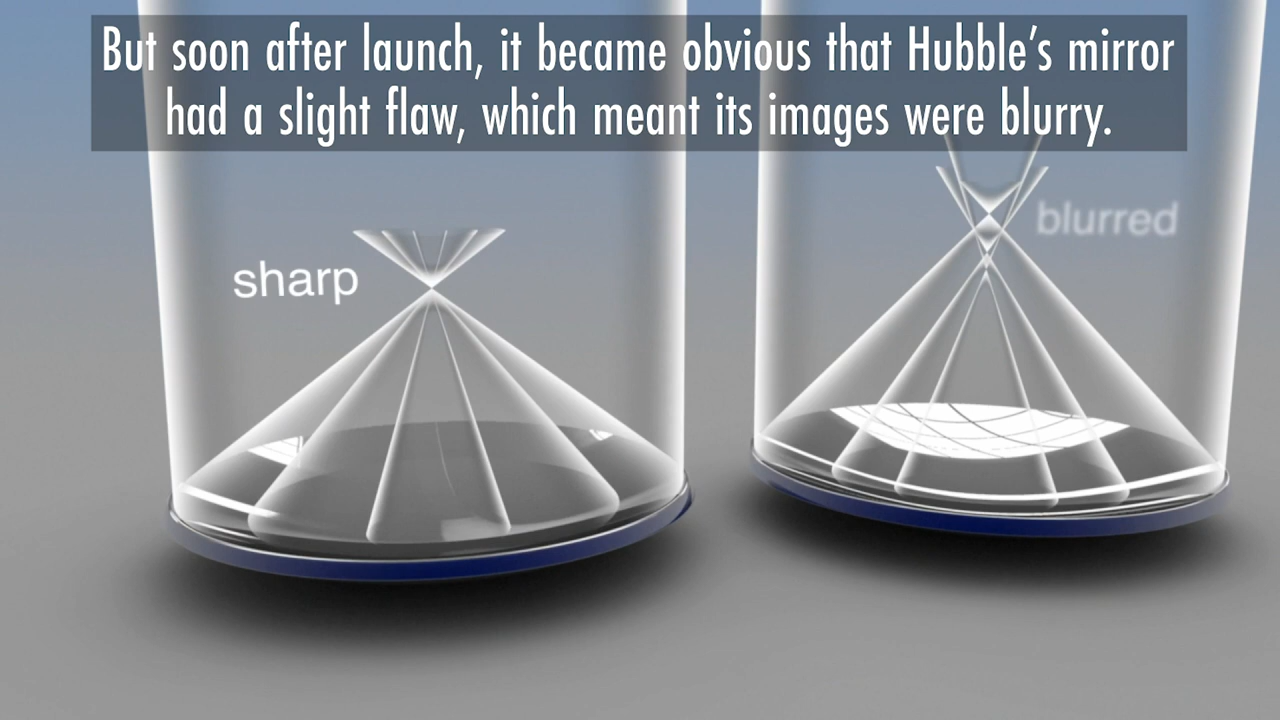 But soon after launch, it became obvious that Hubble’s mirror
had a slight flaw, which meant its images were blurry.
sharp
blurred